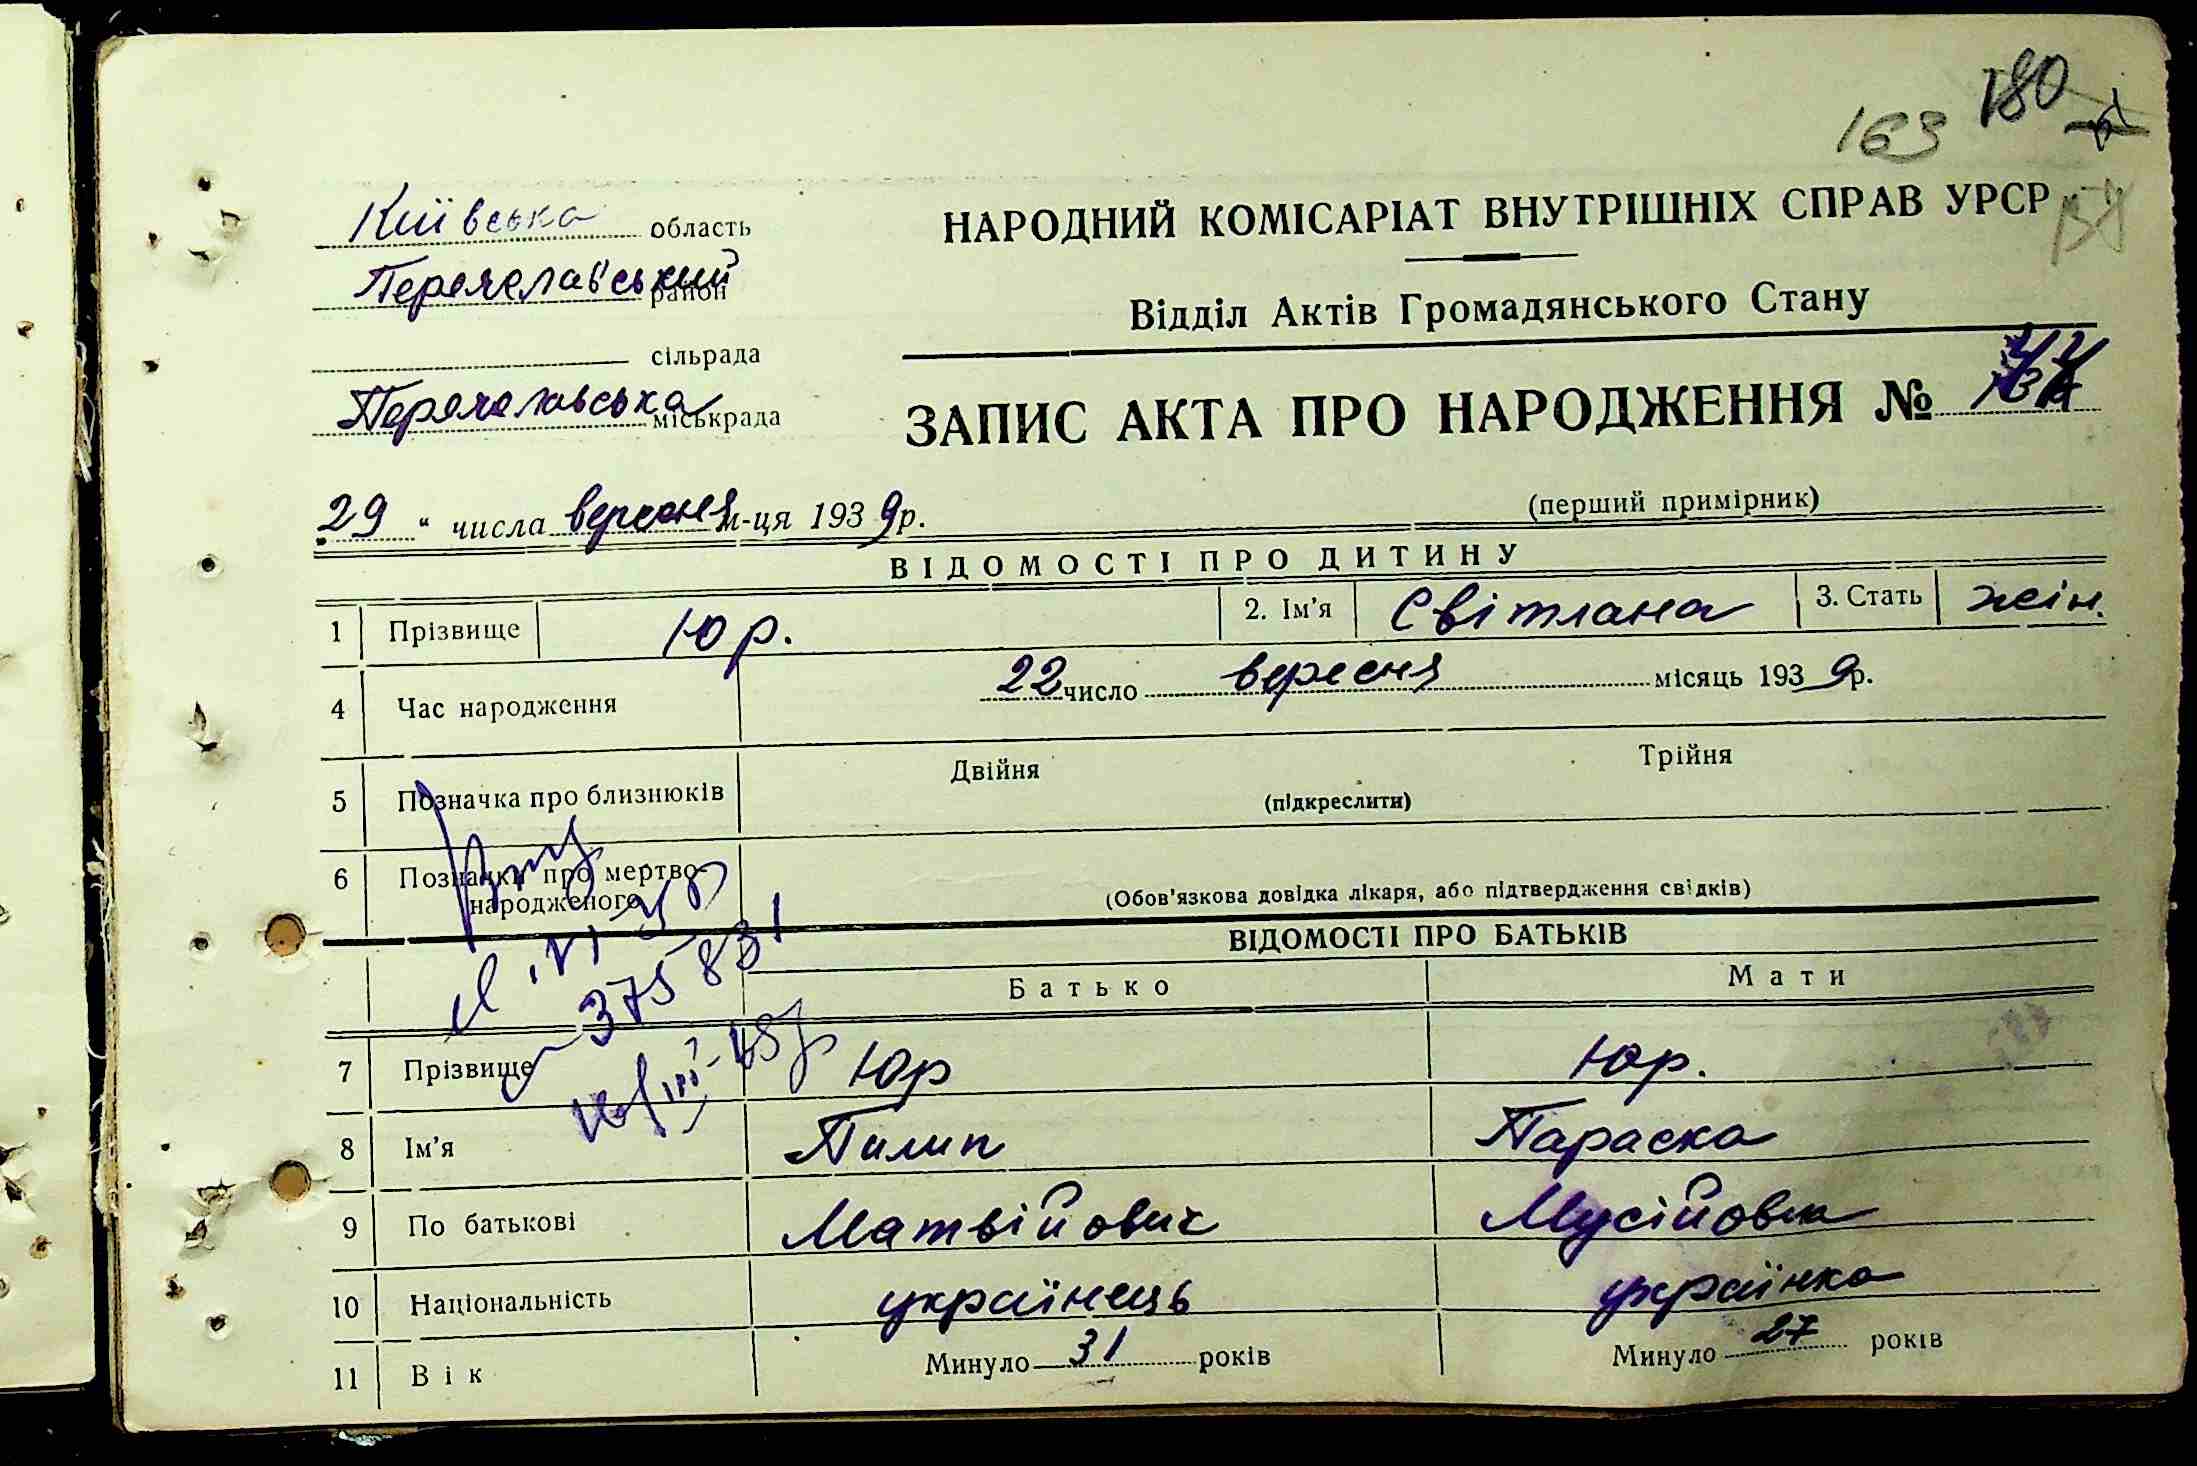 163 180
Київська область
НАРОДНИЙ КОМІСАРІАТ ВНУТРІШНІХ СПРАВ УРСР
Переяславський район
Відділ Актів Громадянського Стану
сільрада
Переяславська міськрада
ЗАПИС АКТА ПРО НАРОДЖЕННЯ №
„29“ числа вересня м-ця 1939р.
(перший примірник)
ВІДОМОСТІ ПРО ДИТИНУ
1 Прізвище Юр. 2. Ім’я Світлана 3. Стать жін.
4 Час народження 22 число вересня місяць 1939р.
5 Позначка про близнюків Двійня Трійня
(підкреслити)
6 Позначки про мертво-
народженого (Обов’язкова довідка лікаря, або підтвердження свідків)
ВІДОМОСТІ ПРО БАТЬКІВ
Батько Мати
375831
7 Прізвище Юр Юр.
8 Ім’я Пилип Параска
9 По батькові Матвійович Мусійовна
10 Національність українець українка
11 Вік Минуло 31 років Минуло 27 років